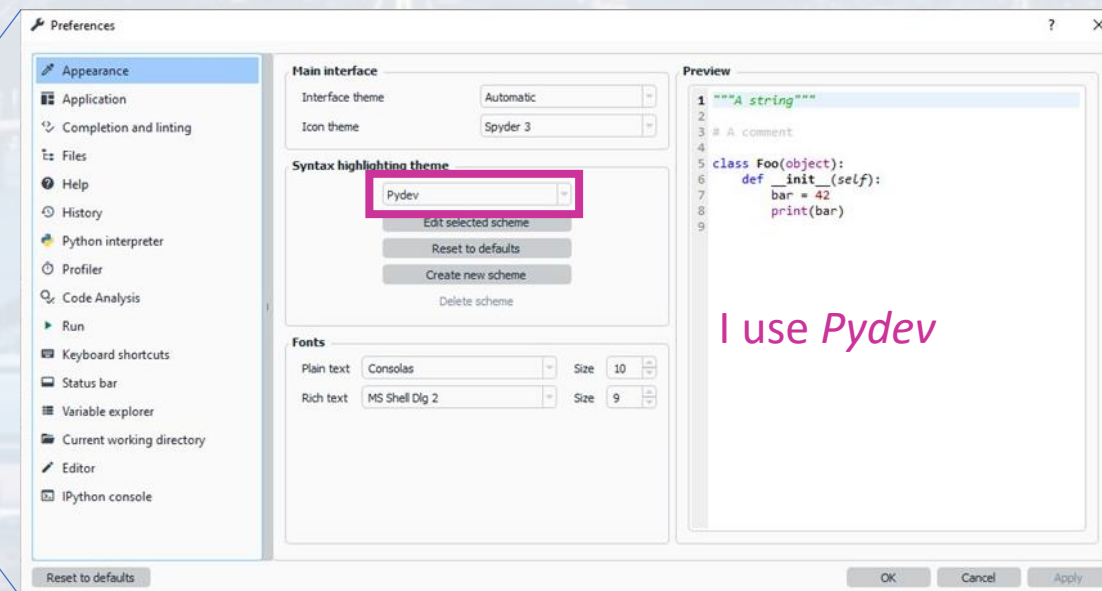 Preferences
?
X
Appearance
Application
Completion and linting
Files
Help
History
Python interpreter
Profiler
Code Analysis
Run
Keyboard shortcuts
Status bar
Variable explorer
Current working directory
Editor
IPython console
Main interface
Interface theme Automatic
Icon theme Spyder 3
Syntax highlighting theme
Pydev
Edit selected scheme
Reset to defaults
Create new scheme
Delete scheme
Fonts
Plain text Consolas Size 10
Rich text MS Shell Dlg 2 Size 9
Preview
1 """A string"""
2
3 # A comment
4
5 class Foo(object):
6     def __init__(self):
7         bar = 42
8         print(bar)
9
I use Pydev
Reset to defaults
OK Cancel Apply